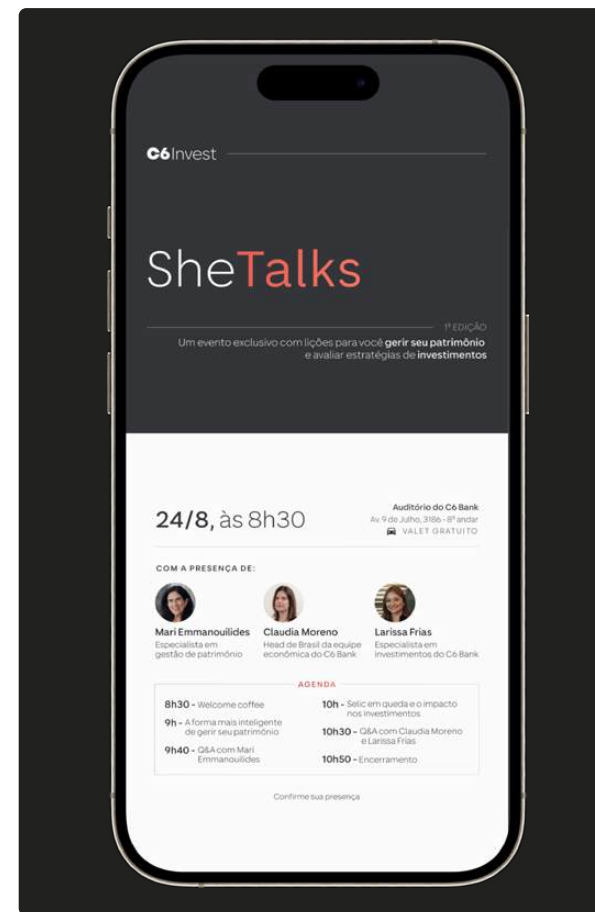 C6 Invest
SheTalks
1ª EDIÇÃO
Um evento exclusivo com lições para você gerir seu patrimônio
e avaliar estratégias de investimentos
24/8, às 8h30
Auditório do C6 Bank
Av. 9 de Julho, 3186 - 8º andar
VALET GRATUITO
COM A PRESENÇA DE:
Mari Emmanouilides
Especialista em
gestão de patrimônio
Claudia Moreno
Head de Brasil da equipe
econômica do C6 Bank
Larissa Frias
Especialista em
investimentos do C6 Bank
AGENDA
8h30 - Welcome coffee
9h - A forma mais inteligente
de gerir seu patrimônio
9h40 - Q&A com Mari
Emmanouilides
10h - Selic em queda e o impacto
nos investimentos
10h30 - Q&A com Claudia Moreno
e Larissa Frias
10h50 - Encerramento
Confirme sua presença